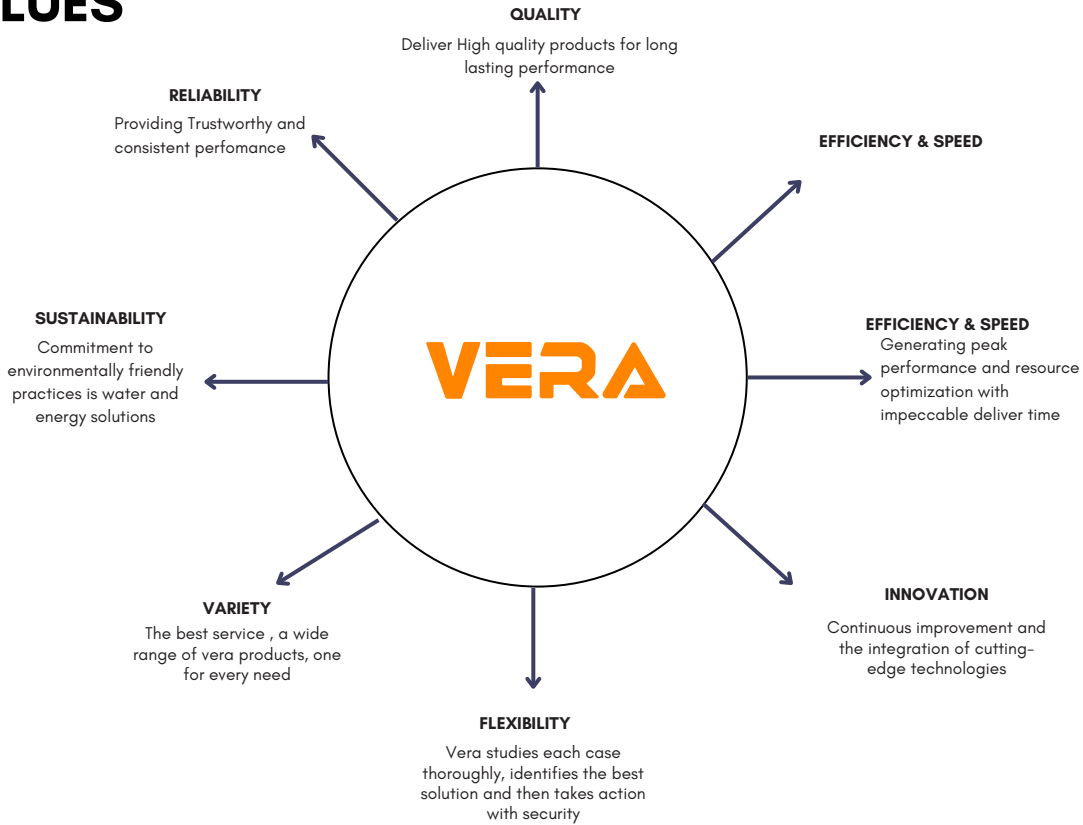 LUES
QUALITY
Deliver High quality products for long
lasting performance
RELIABILITY
Providing Trustworthy and
consistent perfomance
EFFICIENCY & SPEED
SUSTAINABILITY
Commitment to
environmentally friendly
practices is water and
energy solutions
VERA
EFFICIENCY & SPEED
Generating peak
performance and resource
optimization with
impeccable deliver time
VARIETY
The best service , a wide
range of vera products, one
for every need
INNOVATION
Continuous improvement and
the integration of cutting-
edge technologies
FLEXIBILITY
Vera studies each case
thoroughly, identifies the best
solution and then takes action
with security